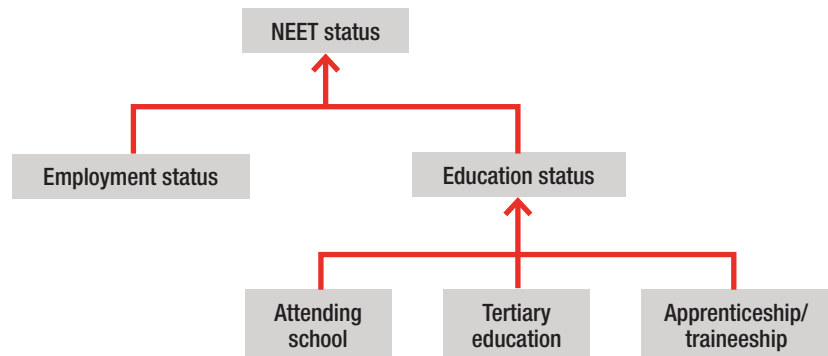 NEET status
Employment status
Education status
Attending
school
Tertiary
education
Apprenticeship/
traineeship